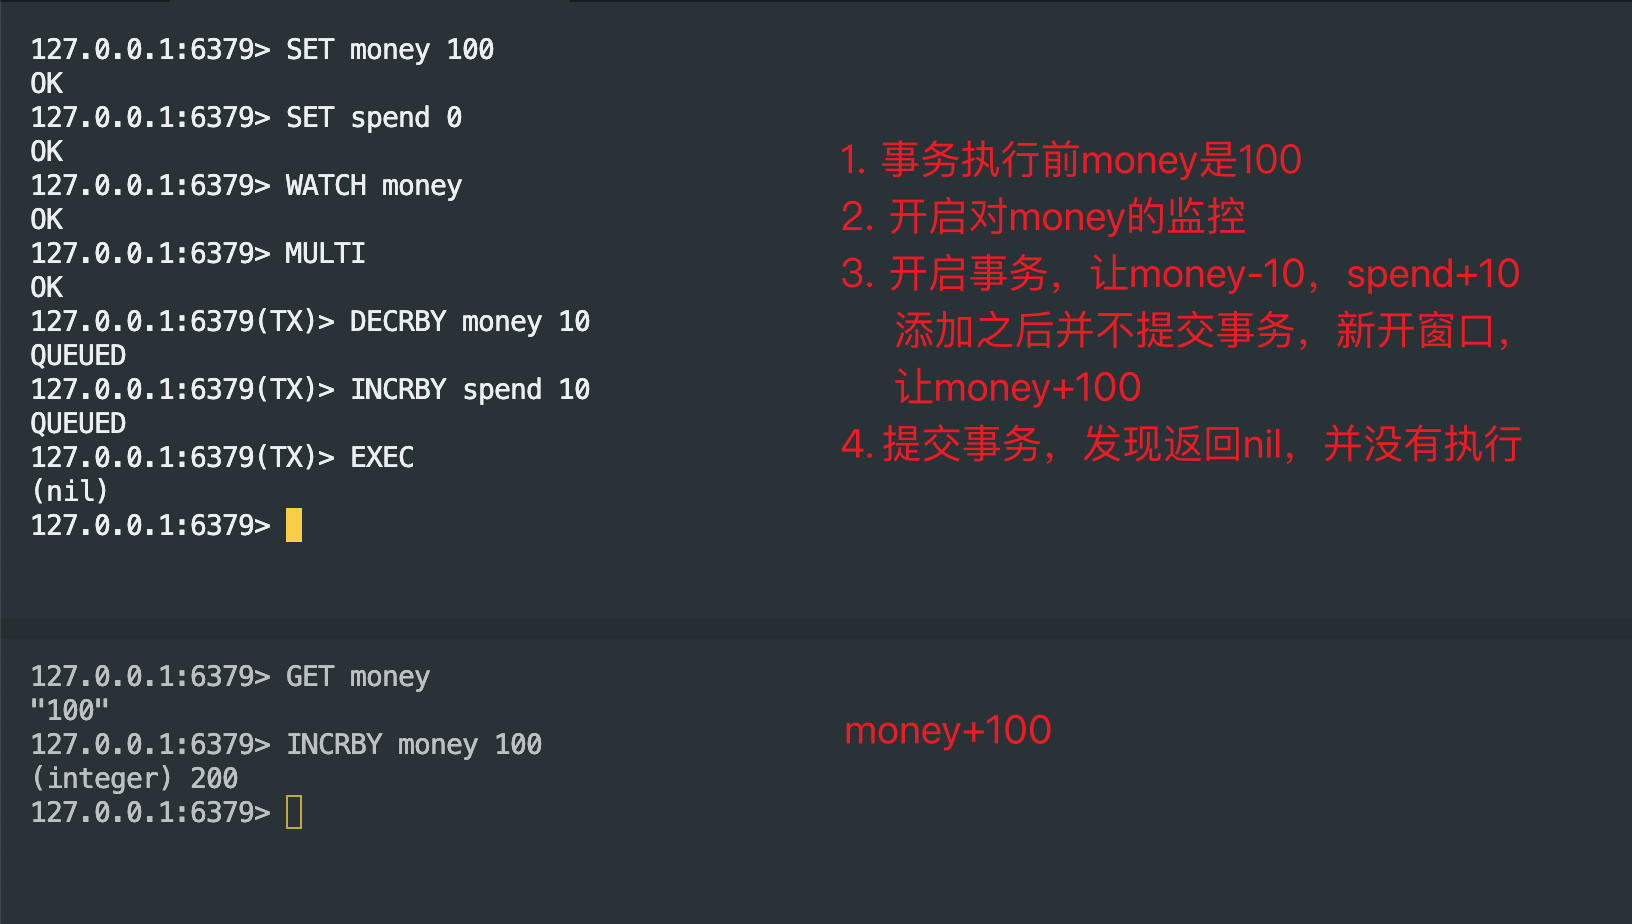 127.0.0.1:6379> SET money 100
OK
127.0.0.1:6379> SET spend 0
OK
127.0.0.1:6379> WATCH money
OK
127.0.0.1:6379> MULTI
OK
127.0.0.1:6379(TX)> DECRBY money 10
QUEUED
127.0.0.1:6379(TX)> INCRBY spend 10
QUEUED
127.0.0.1:6379(TX)> EXEC
(nil)
127.0.0.1:6379>
1. 事务执行前money是100
2. 开启对money的监控
3. 开启事务，让money-10，spend+10
添加之后并不提交事务，新开窗口，
让money+100
4. 提交事务，发现返回nil，并没有执行
127.0.0.1:6379> GET money
"100"
127.0.0.1:6379> INCRBY money 100
(integer) 200
127.0.0.1:6379>
money+100